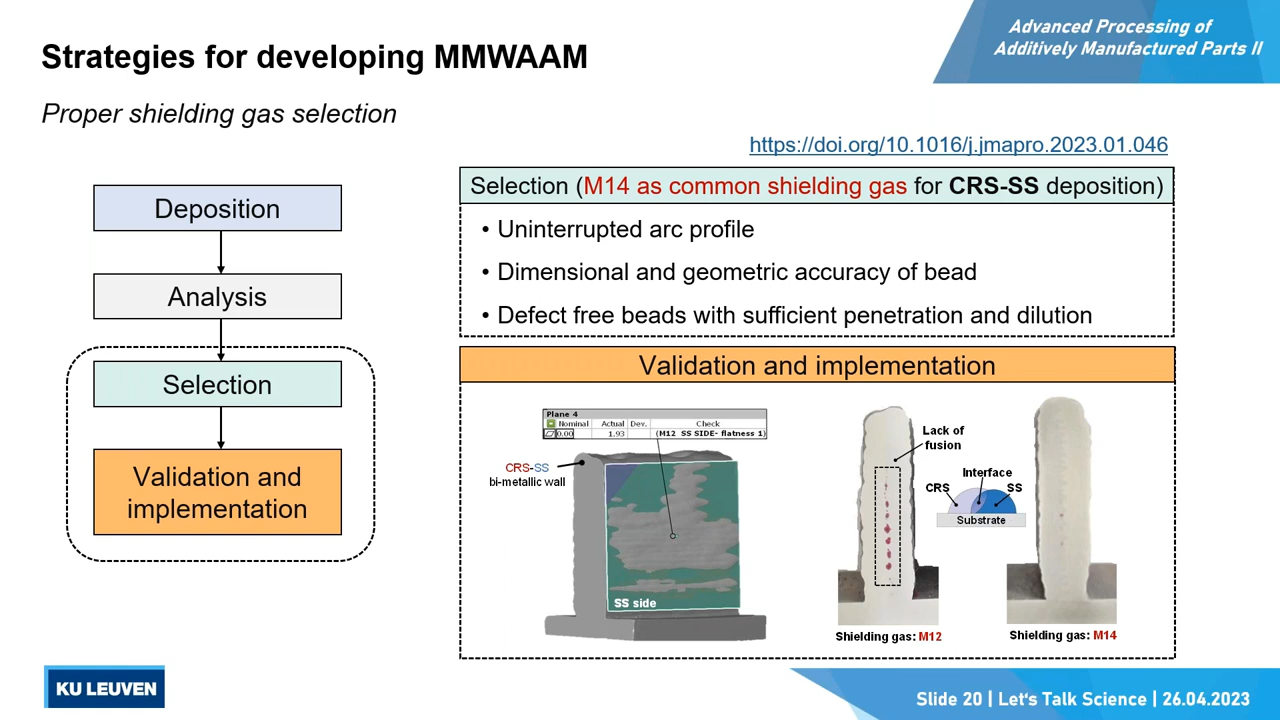 Advanced Processing of
Additively Manufactured Parts II
Strategies for developing MMWAAM
Proper shielding gas selection
https://doi.org/10.1016/j.jmapro.2023.01.046
Deposition
Analysis
Selection
Validation and
implementation
Selection (M14 as common shielding gas for CRS-SS deposition)
• Uninterrupted arc profile
• Dimensional and geometric accuracy of bead
• Defect free beads with sufficient penetration and dilution
Validation and implementation
Plane 4
Nominal Actual Dev. Check
0.00 1.93 (M12 SS SIDE- flatness 1)
CRS-SS
bi-metallic wall
SS side
Lack of
fusion
Interface
CRS SS
Substrate
Shielding gas: M12
Shielding gas: M14
KU LEUVEN
Slide 20 | Let's Talk Science | 26.04.2023